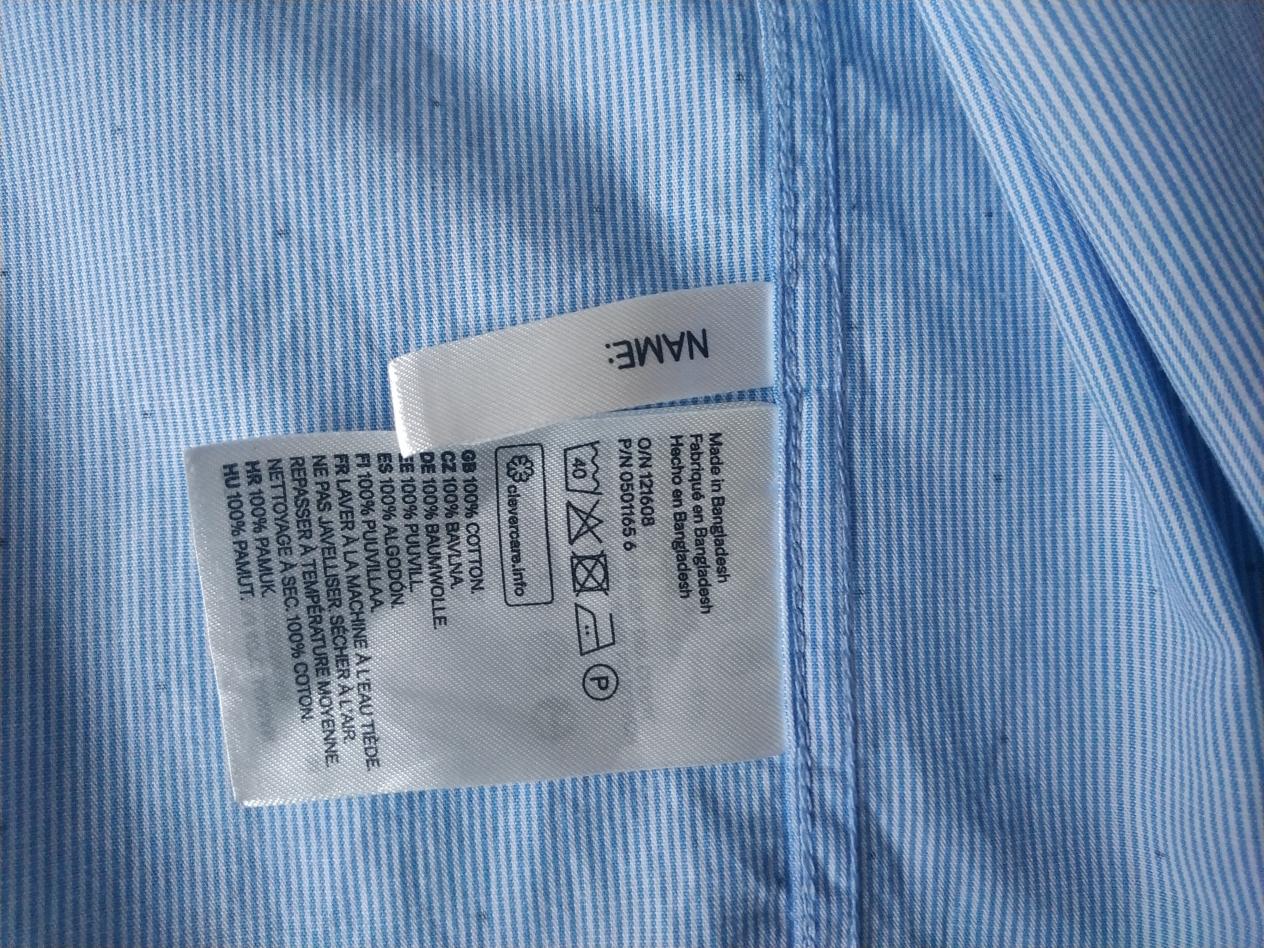 NAME:
Made in Bangladesh
Fabriqué en Bangladesh
Hecho en Bangladesh
O/N 121608
P/N 0501165 6
40
P
clevercare.info
GB 100% COTTON.
CZ 100% BAVLNA.
DE 100% BAUMWOLLE.
EE 100% PUUVILL.
ES 100% ALGODÓN.
FI 100% PUUVILLAA.
FR LAVER À LA MACHINE À L'EAU TIÈDE.
NE PAS JAVELLISER. SÉCHER À L'AIR.
REPASSER À TEMPÉRATURE MOYENNE.
NETTOYAGE À SEC. 100% COTON.
HR 100% PAMUK.
HU 100% PAMUT.